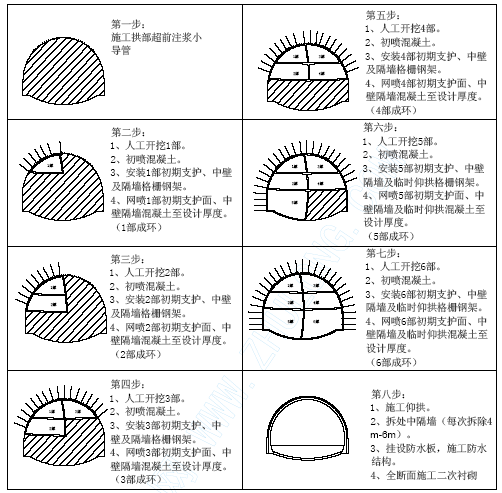 第一步:
施工拱部超前注浆小
导管
第二步:
1、人工开挖1部。
2、初喷混凝土。
3、安装1部初期支护、中壁
及隔墙格栅钢架。
4、网喷1部初期支护面、中
壁隔墙混凝土至设计厚度。
(1部成环)
第三步:
1、人工开挖2部。
2、初喷混凝土。
3、安装2部初期支护、中壁
及隔墙格栅钢架。
4、网喷2部初期支护面、中
壁隔墙混凝土至设计厚度。
(2部成环)
第四步:
1、人工开挖3部。
2、初喷混凝土。
3、安装3部初期支护、中
壁及隔墙格栅钢架。
4、网喷3部初期支护面、中
壁隔墙混凝土至设计厚度。
(3部成环)
第五步:
1、人工开挖4部。
2、初喷混凝土。
3、安装4部初期支护、中壁
及隔墙格栅钢架。
4、网喷4部初期支护面、中
壁隔墙混凝土至设计厚度。
(4部成环)
第六步:
1、人工开挖5部。
2、初喷混凝土。
3、安装5部初期支护、中壁
隔墙及临时仰拱格栅钢架。
4、网喷5部初期支护面、中壁
隔墙及临时仰拱混凝土至
设计厚度。
(5部成环)
第七步:
1、人工开挖6部。
2、初喷混凝土。
3、安装6部初期支护、中壁
隔墙及临时仰拱格栅钢架。
4、网喷6部初期支护面、中壁
隔墙及临时仰拱混凝土至设计
厚度。
(6部成环)
第八步:
1、施工仰拱。
2、拆处中隔墙(每次拆除4
m-6m)。
3、挂设防水板,施工防水
结构。
4、全断面施工二次衬砌